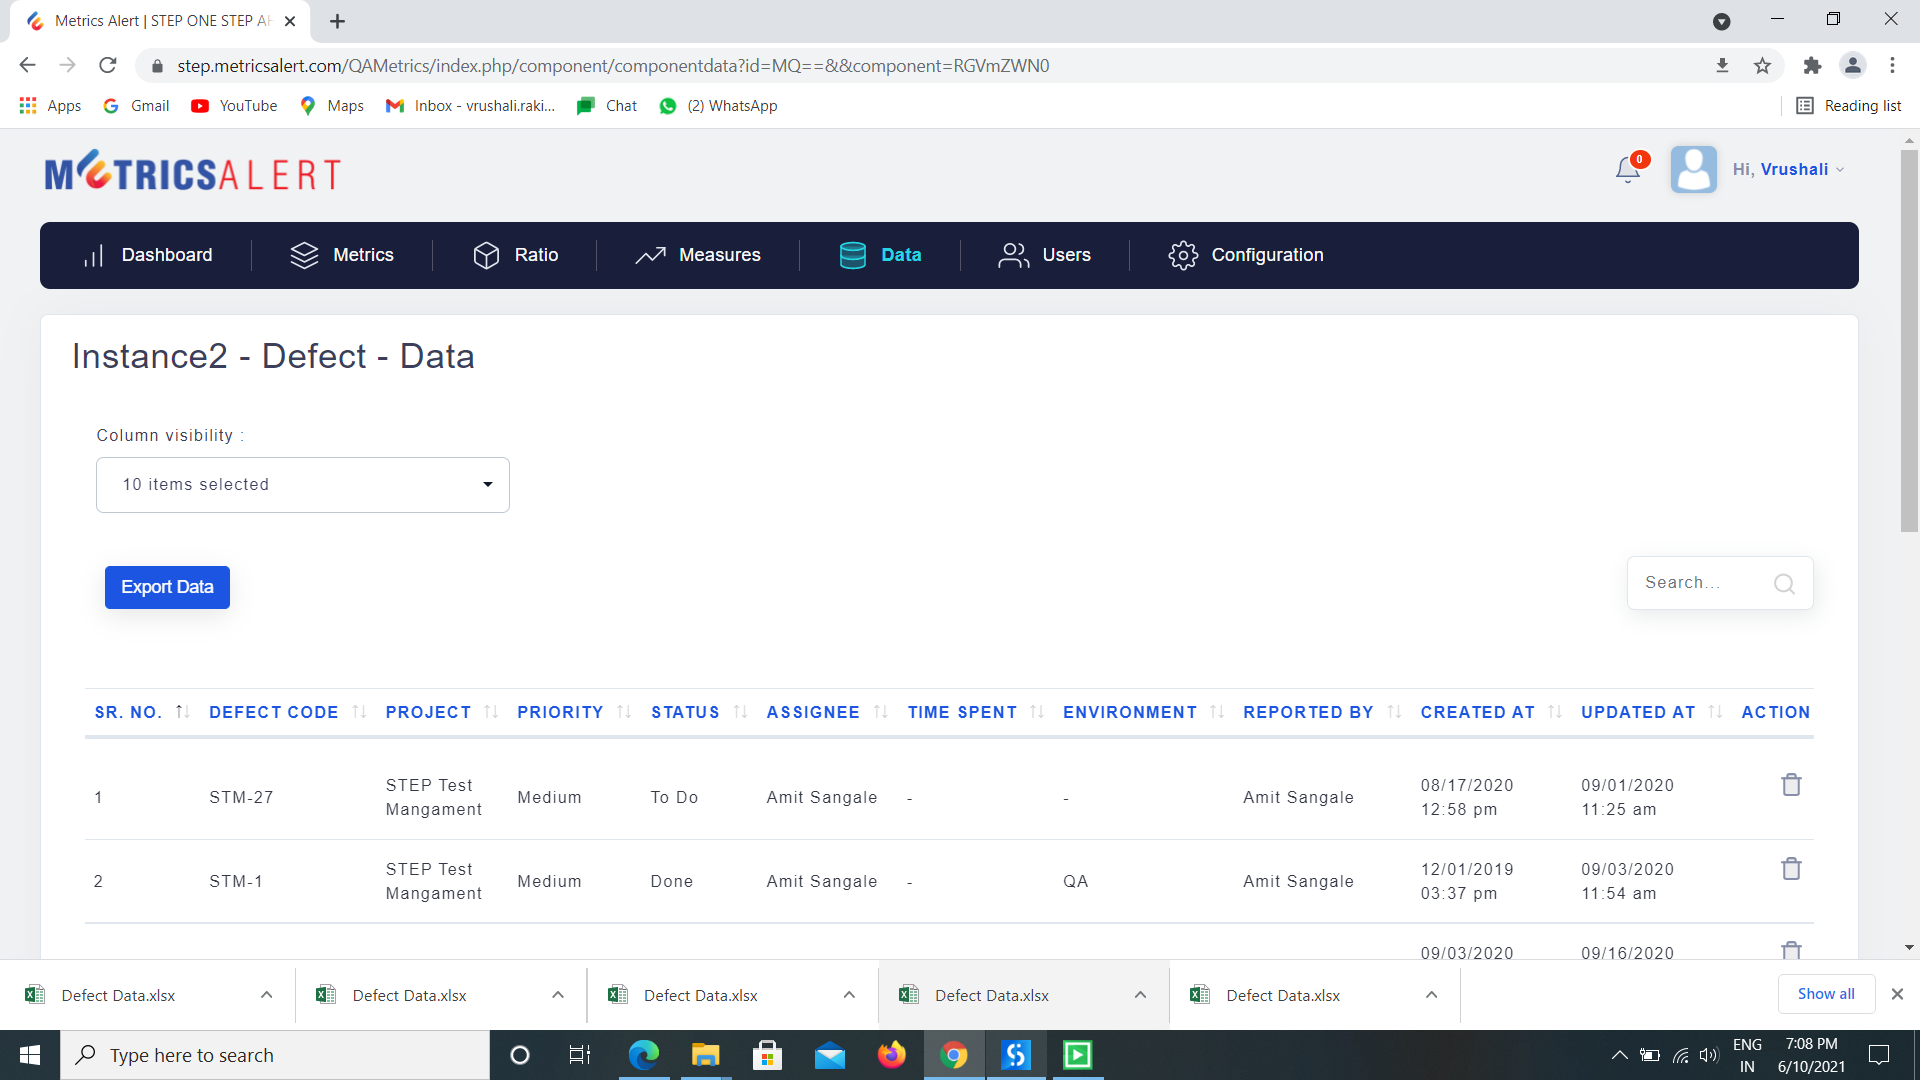 Metrics Alert | STEP ONE STEP AH
step.metricsalert.com/QAMetrics/index.php/component/componentdata?id=MQ==&&component=RGVmZWN0
Apps Gmail YouTube Maps Inbox - vrushali.raki... Chat (2) WhatsApp Reading list
METRICSALERT
0
Hi, Vrushali
Dashboard Metrics Ratio Measures Data Users Configuration
Instance2 - Defect - Data
Column visibility :
10 items selected
Export Data
Search...
SR. NO. DEFECT CODE PROJECT PRIORITY STATUS ASSIGNEE TIME SPENT ENVIRONMENT REPORTED BY CREATED AT UPDATED AT ACTION
1 STM-27 STEP Test Mangament Medium To Do Amit Sangale - - Amit Sangale 08/17/2020 12:58 pm 09/01/2020 11:25 am
2 STM-1 STEP Test Mangament Medium Done Amit Sangale - QA Amit Sangale 12/01/2019 03:37 pm 09/03/2020 11:54 am
09/03/2020 09/16/2020
Defect Data.xlsx Defect Data.xlsx Defect Data.xlsx Defect Data.xlsx Defect Data.xlsx Show all
Type here to search
ENG
IN
7:08 PM
6/10/2021